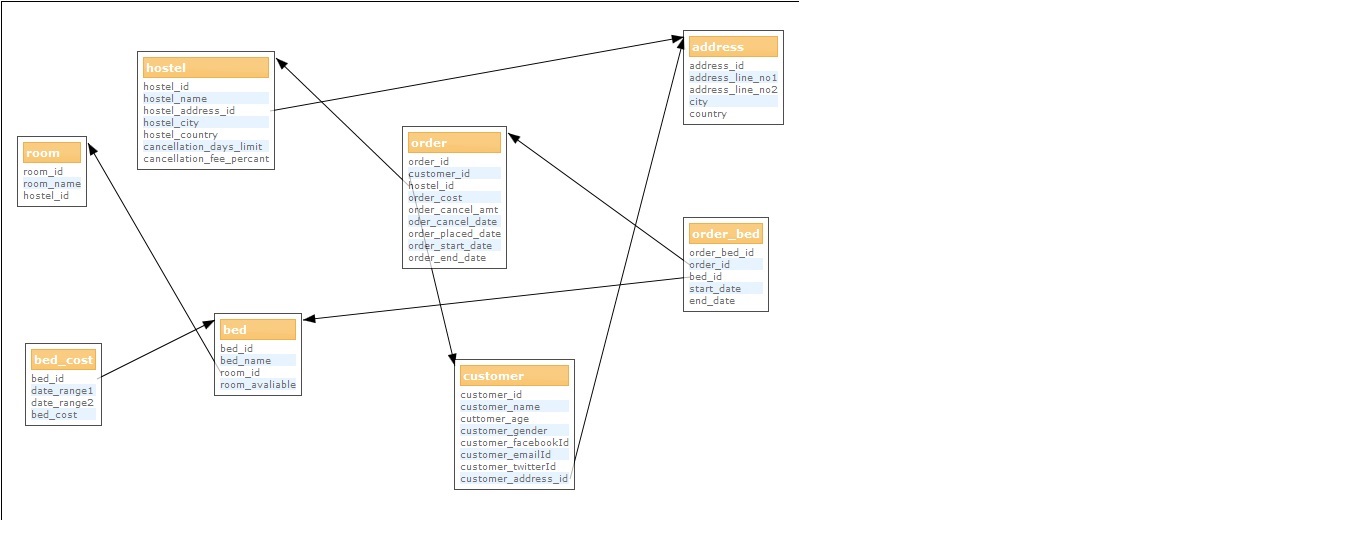 hostel
hostel_id
hostel_name
hostel_address_id
hostel_city
hostel_country
cancellation_days_limit
cancellation_fee_percant
address
address_id
address_line_no1
address_line_no2
city
country
room
room_id
room_name
hostel_id
order
order_id
customer_id
hostel_id
order_cost
order_cancel_amt
oder_cancel_date
order_placed_date
order_start_date
order_end_date
order_bed
order_bed_id
order_id
bed_id
start_date
end_date
bed
bed_id
bed_name
room_id
room_avaliable
bed_cost
bed_id
date_range1
date_range2
bed_cost
customer
customer_id
customer_name
cuttomer_age
customer_gender
customer_facebookId
customer_emailId
customer_twitterId
customer_address_id